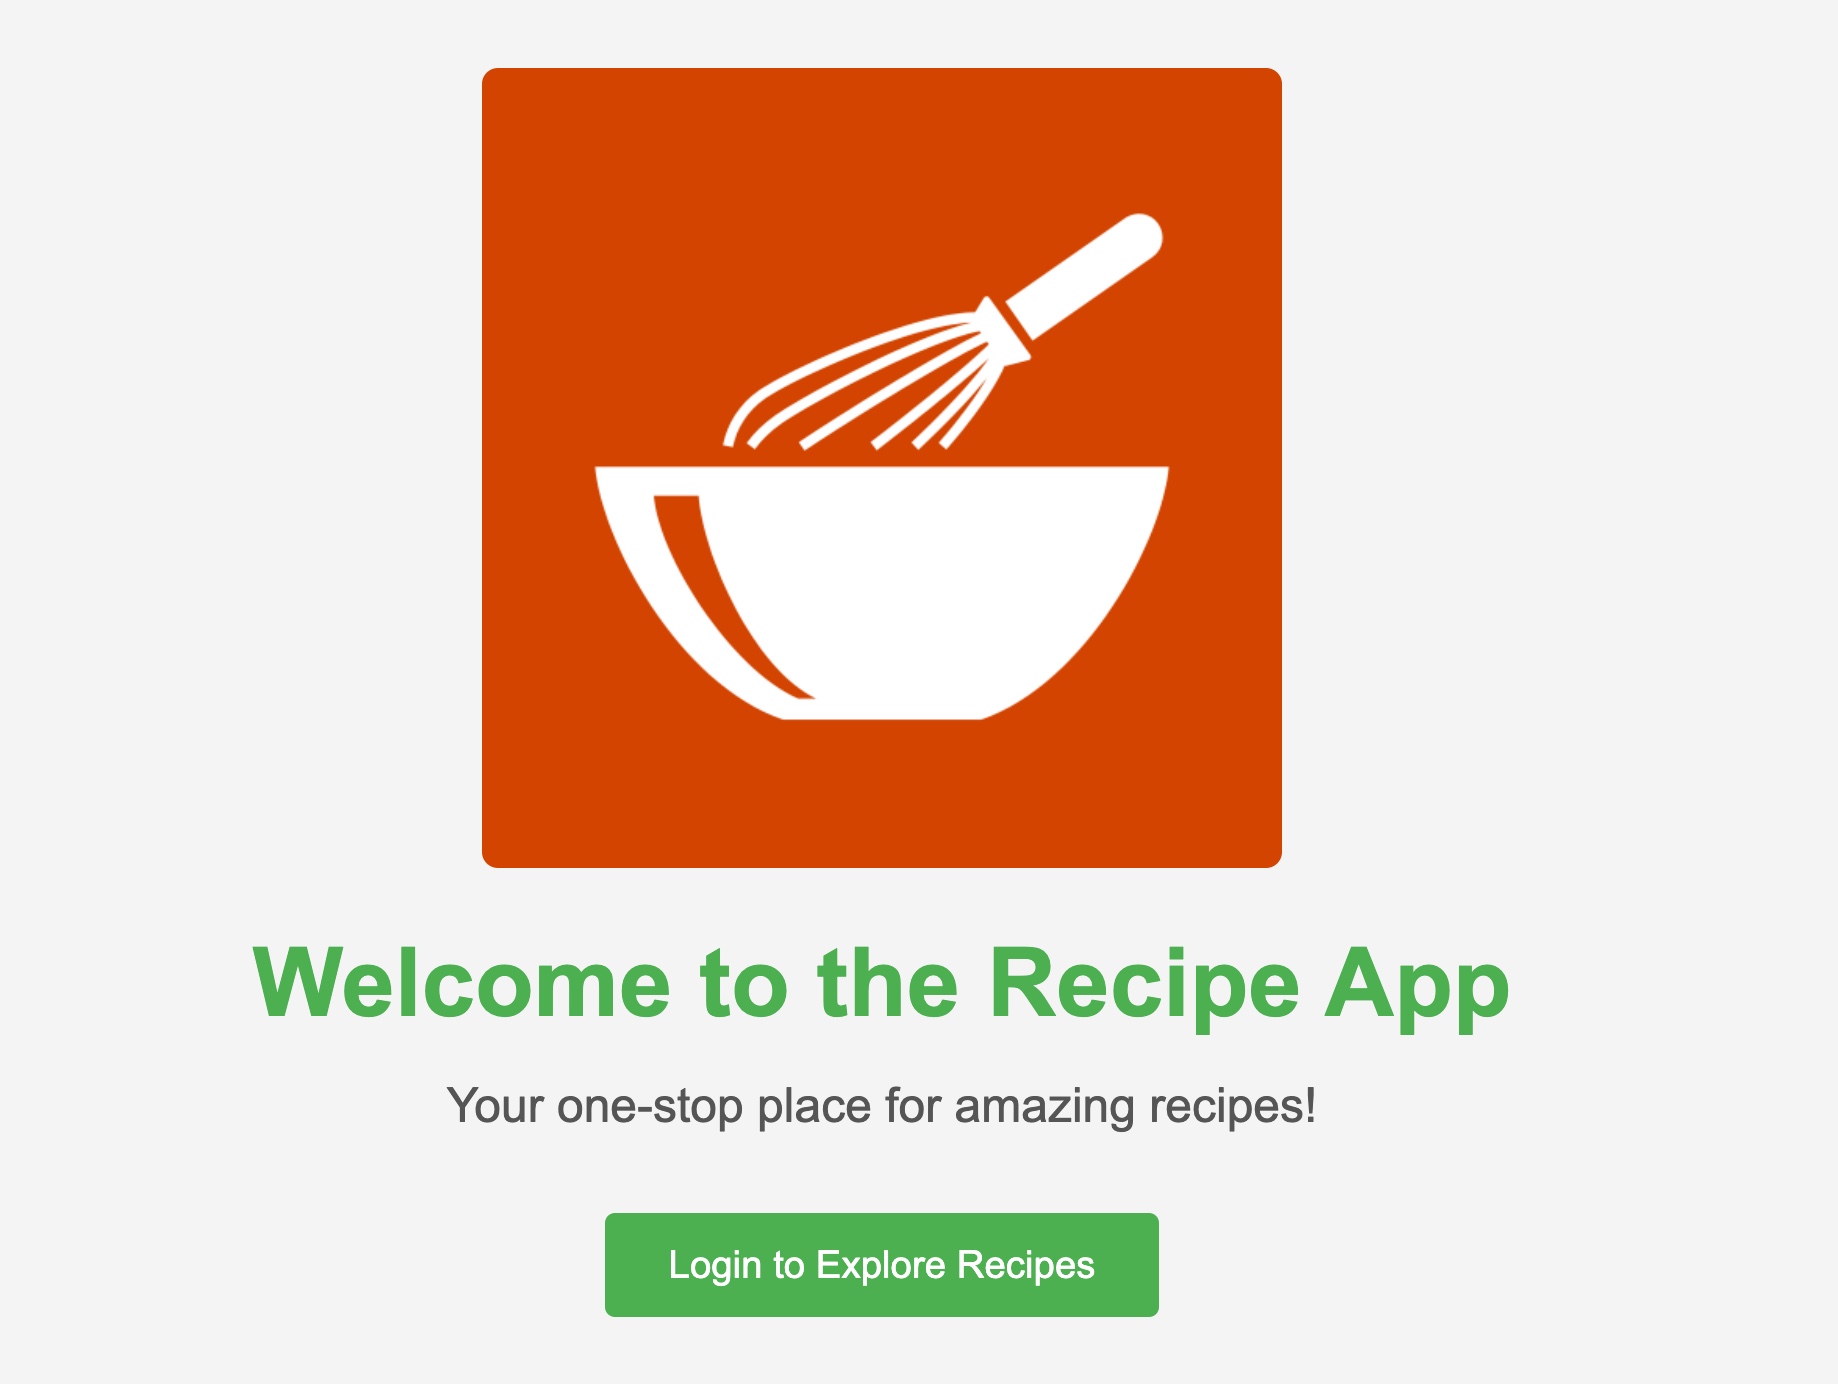 Welcome to the Recipe App
Your one-stop place for amazing recipes!
Login to Explore Recipes